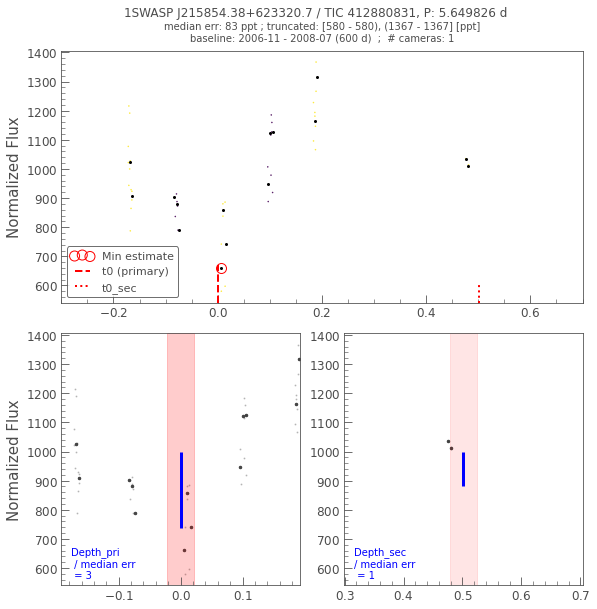 1SWASP J215854.38+623320.7 / TIC 412880831, P: 5.649826 d
median err: 83 ppt ; truncated: [580 - 580), (1367 - 1367] [ppt]
baseline: 2006-11 - 2008-07 (600 d)  ;  # cameras: 1
Normalized Flux
1400
1300
1200
1100
1000
900
800
700
600
Min estimate
t0 (primary)
t0_sec
−0.2 0.0 0.2 0.4 0.6
Normalized Flux
1400
1300
1200
1100
1000
900
800
700
600
Depth_pri
/ median err
= 3
−0.1 0.0 0.1
1400
1300
1200
1100
1000
900
800
700
600
Depth_sec
/ median err
= 1
0.3 0.4 0.5 0.6 0.7